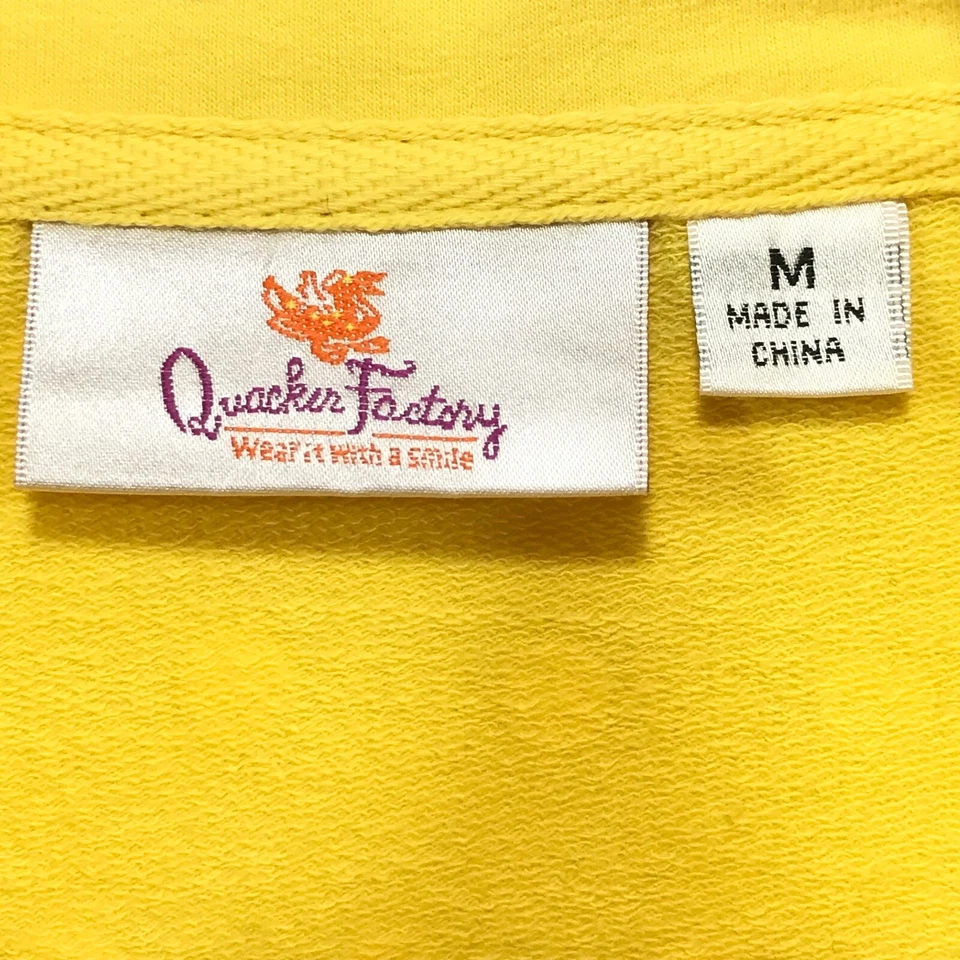 Quacker Factory
Wear it with a smile
M
MADE IN
CHINA